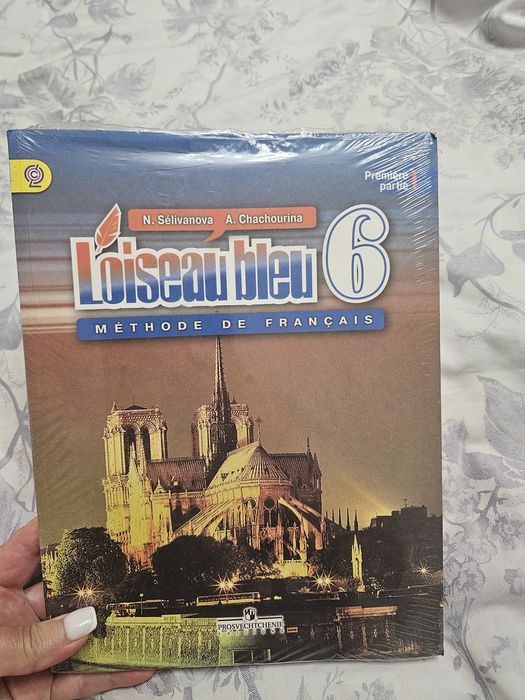 Première
partie 1
N. Sélivanova A. Chachourina
L'oiseau bleu 6
MÉTHODE DE FRANÇAIS
PROSVECHTCHENIE